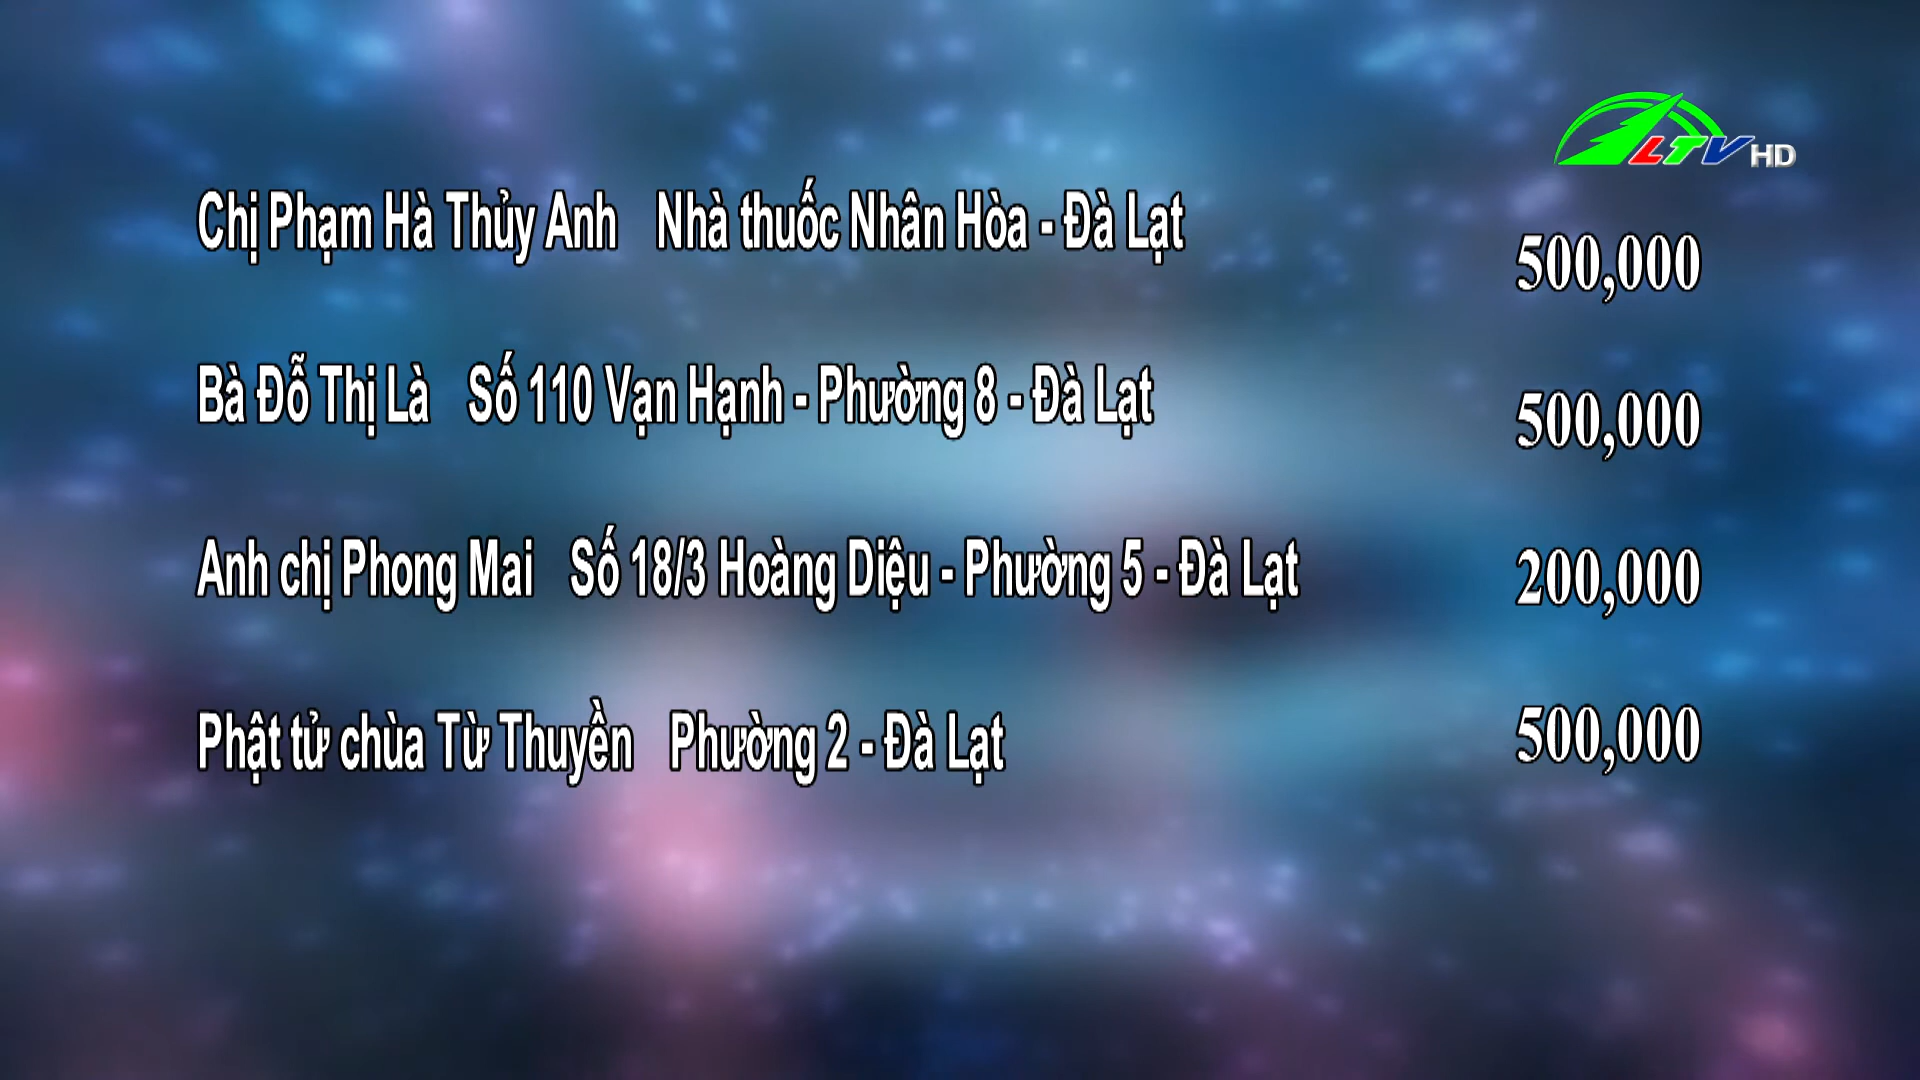 LTV HD
Chị Phạm Hà Thủy Anh Nhà thuốc Nhân Hòa - Đà Lạt 500,000
Bà Đỗ Thị Là Số 110 Vạn Hạnh - Phường 8 - Đà Lạt 500,000
Anh chị Phong Mai Số 18/3 Hoàng Diệu - Phường 5 - Đà Lạt 200,000
Phật tử chùa Từ Thuyền Phường 2 - Đà Lạt 500,000